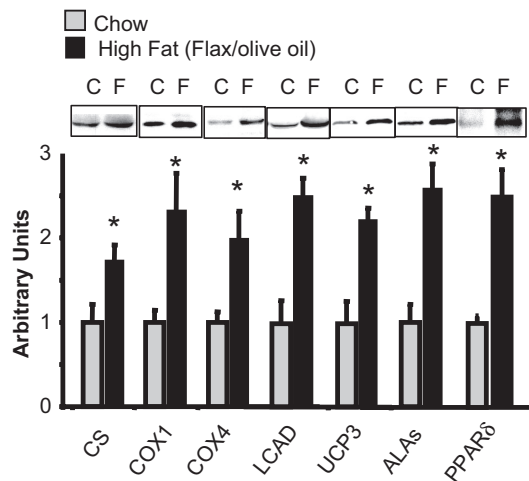 Chow
High Fat (Flax/olive oil)
C F C F C F C F C F C F C F
3
2
1
0
Arbitrary Units
* * * * * * *
CS COX1 COX4 LCAD UCP3 ALAs PPARδ